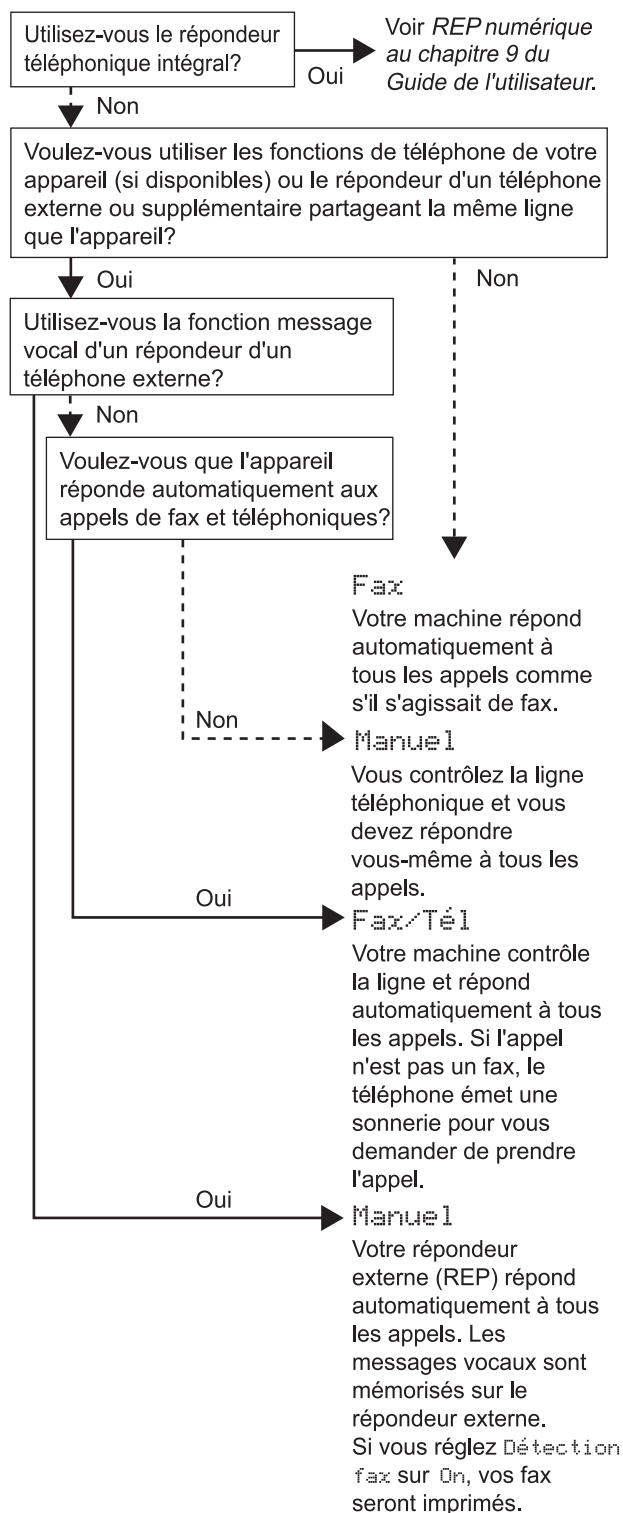 Utilisez-vous le répondeur
téléphonique intégral?
Oui
Voir REP numérique
au chapitre 9 du
Guide de l'utilisateur.
Non
Voulez-vous utiliser les fonctions de téléphone de votre
appareil (si disponibles) ou le répondeur d'un téléphone
externe ou supplémentaire partageant la même ligne
que l'appareil?
Oui
Non
Utilisez-vous la fonction message
vocal d'un répondeur d'un
téléphone externe?
Non
Voulez-vous que l'appareil
réponde automatiquement aux
appels de fax et téléphoniques?
Fax
Votre machine répond
automatiquement à
tous les appels comme
s'il s'agissait de fax.
Non
Manuel
Vous contrôlez la ligne
téléphonique et vous
devez répondre
vous-même à tous les
appels.
Oui
Fax/Tél
Votre machine contrôle
la ligne et répond
automatiquement à tous
les appels. Si l'appel
n'est pas un fax, le
téléphone émet une
sonnerie pour vous
demander de prendre
l'appel.
Oui
Manuel
Votre répondeur
externe (REP) répond
automatiquement à tous
les appels. Les
messages vocaux sont
mémorisés sur le
répondeur externe.
Si vous réglez Détection
fax sur On, vos fax
seront imprimés.